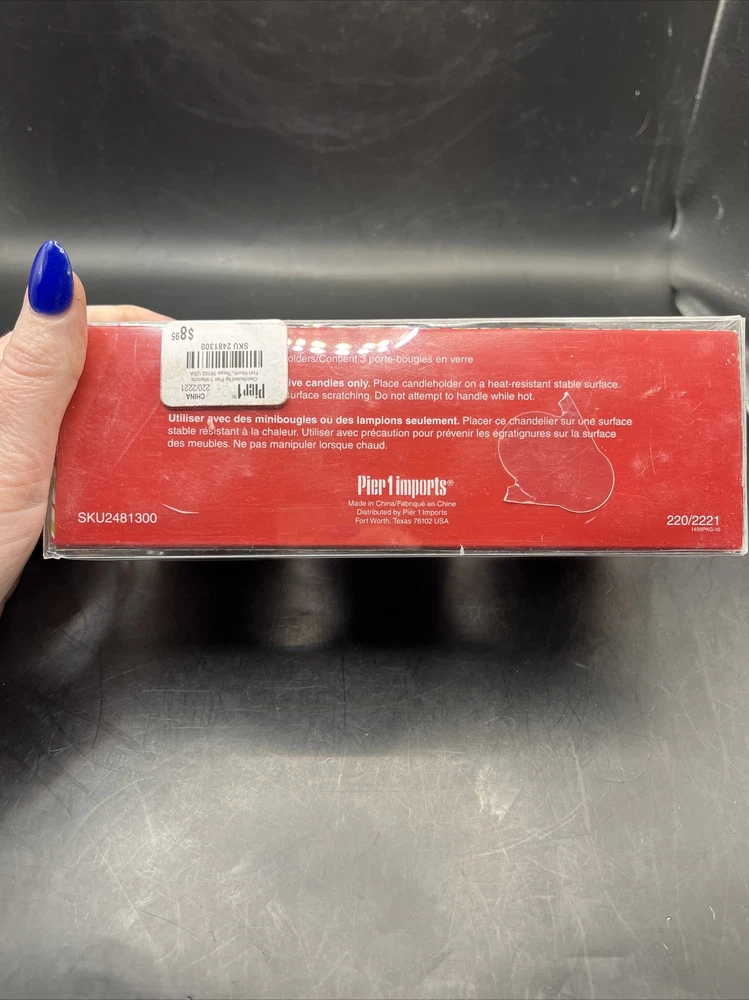 $8.95
SKU 2481300
Distributed by Pier 1 Imports
Fort Worth, Texas 76102 USA
220/2221
CHINA
Pier1®
olders/Contient 3 porte-bougies en verre
ive candies only. Place candleholder on a heat-resistant stable surface.
urface scratching. Do not attempt to handle while hot.
Utiliser avec des minibougies ou des lampions seulement. Placer ce chandelier sur une surface
stable résistant à la chaleur. Utiliser avec précaution pour prévenir les égratignures sur la surface
des meubles. Ne pas manipuler lorsque chaud.
Pier 1 imports®
Made in China/Fabriqué en Chine
Distributed by Pier 1 Imports
Fort Worth, Texas 76102 USA
SKU2481300
220/2221
1499PKG-10